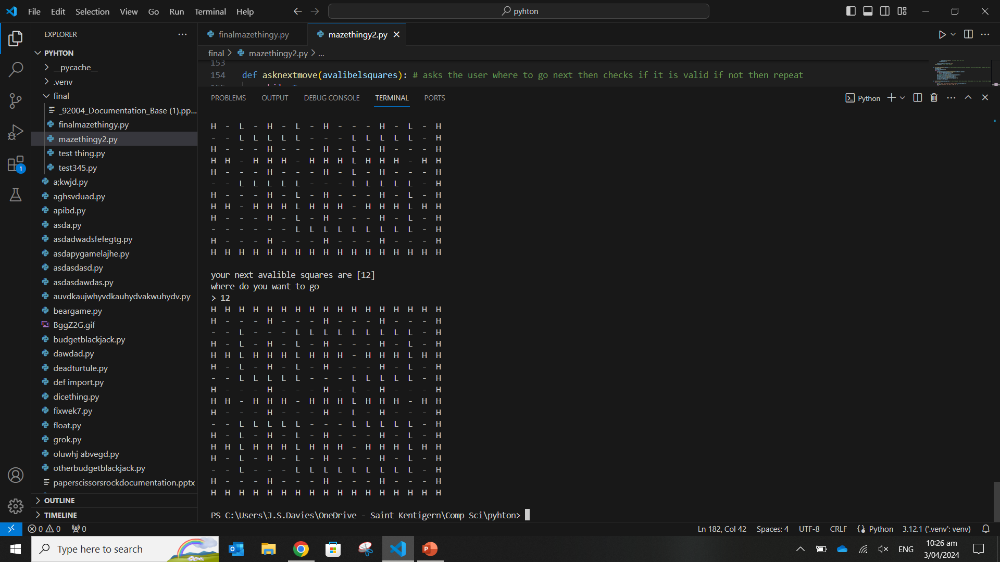 File Edit Selection View Go Run Terminal Help
pyhton
EXPLORER
finalmazethingy.py
mazethingy2.py
PYHTON
final > mazethingy2.py > ...
__pycache__
153
.venv
154 def asknextmove(avalibelsquares): # asks the user where to go next then checks if it is valid if not then repeat
final
PROBLEMS OUTPUT DEBUG CONSOLE TERMINAL PORTS
Python
_92004_Documentation_Base (1).pp...
finalmazethingy.py
mazethingy2.py
test thing.py
test345.py
a;kwjd.py
aghsvduad.py
apibd.py
asda.py
asdadwadsfefegtg.py
asdapygamelajhe.py
asdasdasd.py
asdasdawdas.py
auvdkaujwhyvdkauhydvakwuhydv.py
beargame.py
BggZ2G.gif
budgetblackjack.py
dawdad.py
deadturtule.py
def import.py
dicething.py
fixwek7.py
float.py
grok.py
oluwhj abvegd.py
otherbudgetblackjack.py
paperscissorsrockdocumentation.pptx
OUTLINE
TIMELINE
H - L - H - L - H - - - H - L - H
- - L L L L L - - - L L L L L - H
H - - - H - - - H - L - H - - - H
H H - H H H - H H H L H H H - H H
H - - - H - - - H - L - H - - - H
- - L L L L L - - - L L L L L - H
H - - - H - L - H - - - H - L - H
H H - H H H L H H H - H H H L H H
H - - - H - L - H - - - H - L - H
- - - - - - L L L L L L L L L - H
H - - - H - - - H - - - H - - - H
H H H H H H H H H H H H H H H H H
your next avalible squares are [12]
where do you want to go
> 12
H H H H H H H H H H H H H H H H H
H - - - H - - - H - - - H - - - H
- - L - - - L L L L L L L L L - H
H - L - H - L - H - - - H - L - H
H H L H H H L H H H - H H H L H H
H - L - H - L - H - - - H - L - H
- - L L L L L - - - L L L L L - H
H - - - H - - - H - L - H - - - H
H H - H H H - H H H L H H H - H H
H - - - H - - - H - L - H - - - H
- - L L L L L - - - L L L L L - H
H - L - H - L - H - - - H - L - H
H H L H H H L H H H - H H H L H H
H - L - H - L - H - - - H - L - H
- - L - - - L L L L L L L L L - H
H - - - H - - - H - - - H - - - H
H H H H H H H H H H H H H H H H H
PS C:\Users\J.S.Davies\OneDrive - Saint Kentigern\Comp Sci\pyhton>
0 0 0
Ln 182, Col 42 Spaces: 4 UTF-8 CRLF Python 3.12.1 ('.venv': venv)
Type here to search
ENG
10:26 am
3/04/2024
1